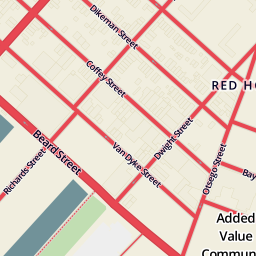 Dikeman Street
Coffey Street
RED HO
Beard Street
Van Dyke Street
Dwight Street
Otsego Street
Bay
Richards Street
Added
Value
Commun